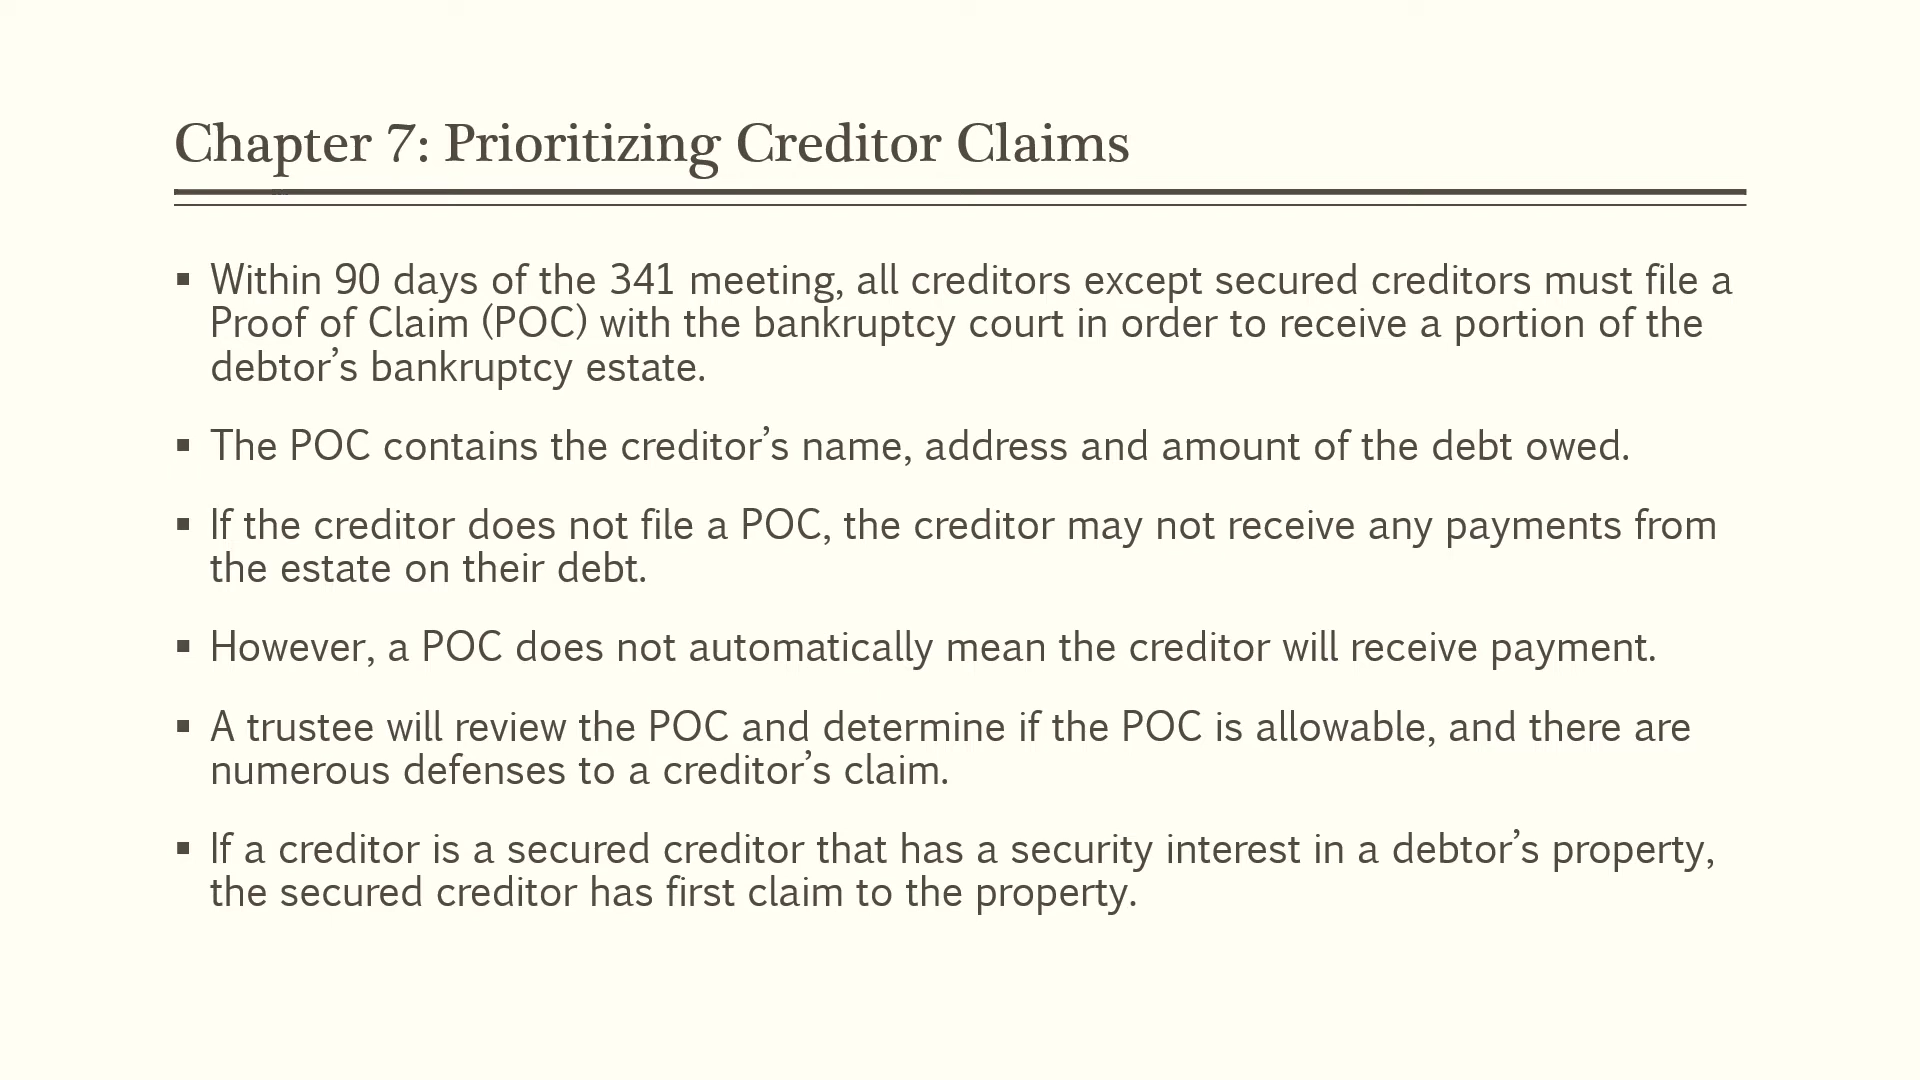 Chapter 7: Prioritizing Creditor Claims
▪ Within 90 days of the 341 meeting, all creditors except secured creditors must file a
Proof of Claim (POC) with the bankruptcy court in order to receive a portion of the
debtor’s bankruptcy estate.
▪ The POC contains the creditor’s name, address and amount of the debt owed.
▪ If the creditor does not file a POC, the creditor may not receive any payments from
the estate on their debt.
▪ However, a POC does not automatically mean the creditor will receive payment.
▪ A trustee will review the POC and determine if the POC is allowable, and there are
numerous defenses to a creditor’s claim.
▪ If a creditor is a secured creditor that has a security interest in a debtor’s property,
the secured creditor has first claim to the property.